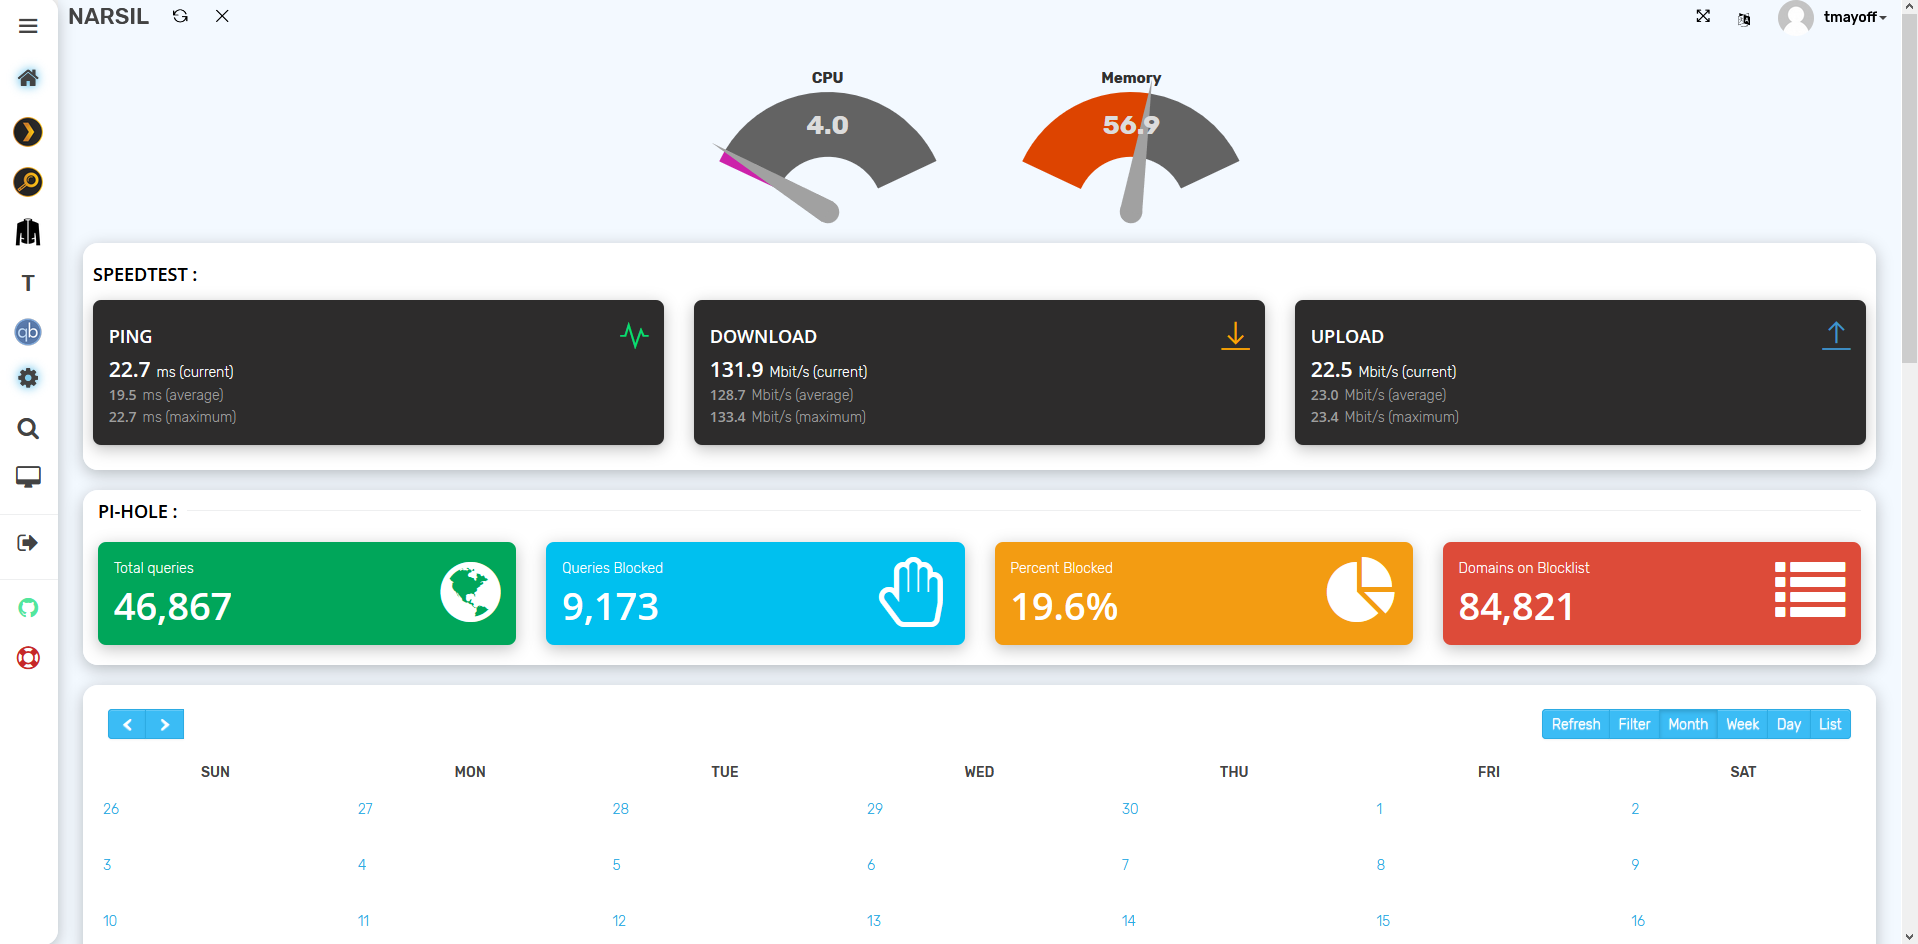 NARSIL
tmayoff
CPU
Memory
4.0
56.9
T
qb
SPEEDTEST :
PING
22.7 ms (current)
19.5 ms (average)
22.7 ms (maximum)
DOWNLOAD
131.9 Mbit/s (current)
128.7 Mbit/s (average)
133.4 Mbit/s (maximum)
UPLOAD
22.5 Mbit/s (current)
23.0 Mbit/s (average)
23.4 Mbit/s (maximum)
PI-HOLE :
Total queries
46,867
Queries Blocked
9,173
Percent Blocked
19.6%
Domains on Blocklist
84,821
Refresh Filter Month Week Day List
SUN MON TUE WED THU FRI SAT
26 27 28 29 30 1 2
3 4 5 6 7 8 9
10 11 12 13 14 15 16